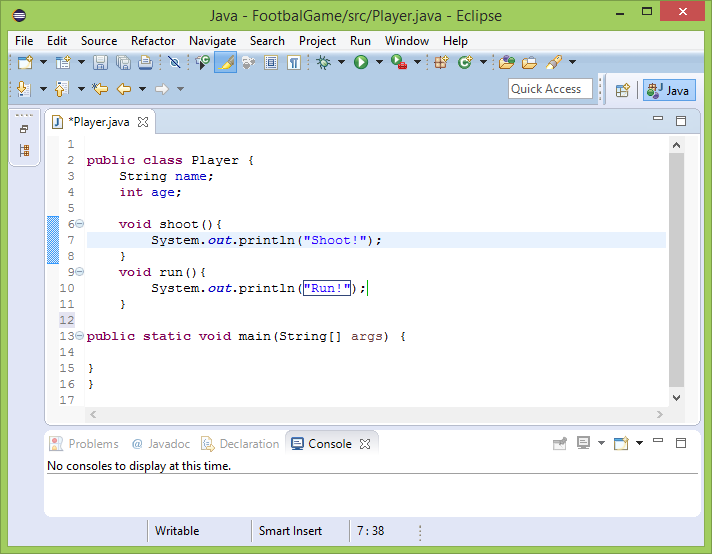 Java - FootbalGame/src/Player.java - Eclipse
File Edit Source Refactor Navigate Search Project Run Window Help
Quick Access Java
*Player.java
1
2 public class Player {
3 String name;
4 int age;
5
6 void shoot(){
7 System.out.println("Shoot!");
8 }
9 void run(){
10 System.out.println("Run!");
11 }
12
13 public static void main(String[] args) {
14
15 }
16 }
17
Problems @ Javadoc Declaration Console
No consoles to display at this time.
Writable Smart Insert 7 : 38